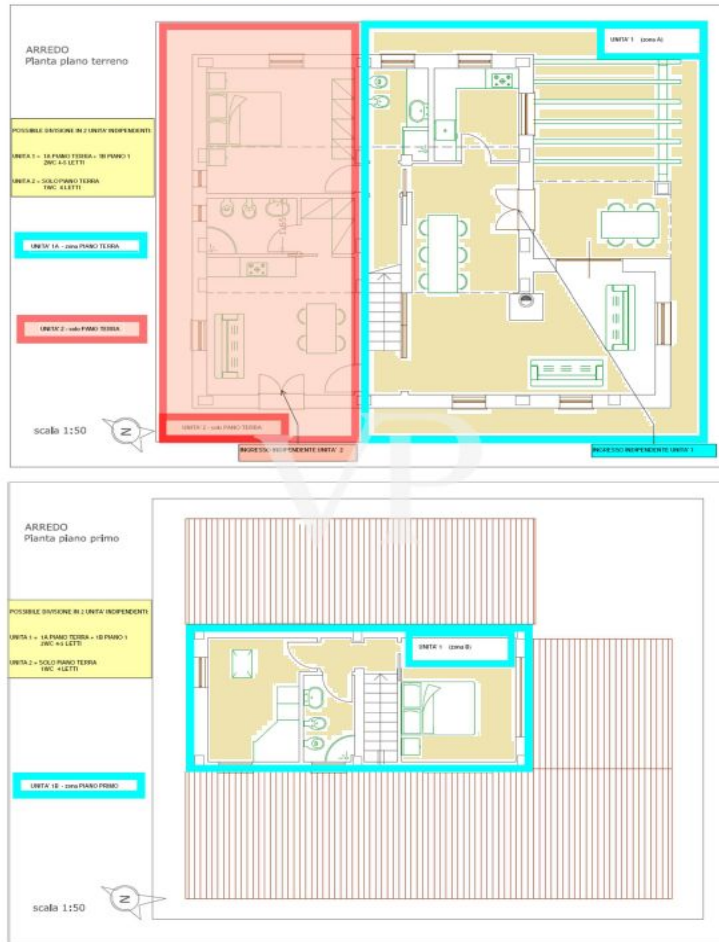 ARREDO
Planta piano terreno
UNITA' 1 (zona A)
POSSIBILE DIVISIONE IN 2 UNITA' INDIPENDENTI:
UNITA 1 = 1A PIANO TERRA + 1B PIANO 1
2WC 4-5 LETTI
UNITA 2 = SOLO PIANO TERRA
1WC 4 LETTI
UNITA' 1A - zona PIANO TERRA
UNITA' 2 - solo PIANO TERRA
UNITA' 2 - solo PIANO TERRA
scala 1:50
N
INGRESSO INDIPENDENTE UNITA' 2
INGRESSO INDIPENDENTE UNITA' 1
VP
ARREDO
Planta piano primo
POSSIBILE DIVISIONE IN 2 UNITA' INDIPENDENTI:
UNITA 1 = 1A PIANO TERRA + 1B PIANO 1
2WC 4-5 LETTI
UNITA 2 = SOLO PIANO TERRA
1WC 4 LETTI
UNITA' 1 (zona B)
UNITA' 1B - zona PIANO PRIMO
scala 1:50
N